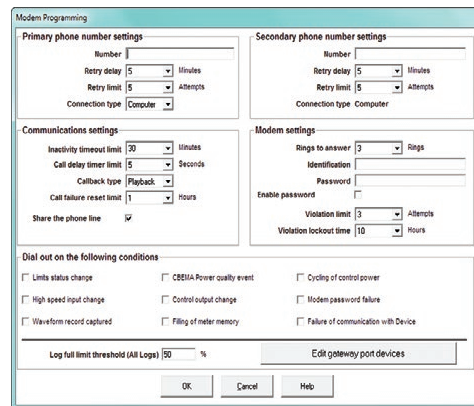 Modem Programming
Primary phone number settings
Number
Retry delay 5 Minutes
Retry limit 5 Attempts
Connection type Computer
Secondary phone number settings
Number
Retry delay 5 Minutes
Retry limit 5 Attempts
Connection type Computer
Communications settings
Inactivity timeout limit 30 Minutes
Call delay timer limit 5 Seconds
Callback type Playback
Call failure reset limit 1 Hours
Share the phone line
Modem settings
Rings to answer 3 Rings
Identification
Password
Enable password
Violation limit 3 Attempts
Violation lockout time 10 Hours
Dial out on the following conditions
Limits status change CBEMA Power quality event Cycling of control power
High speed input change Control output change Modem password failure
Waveform record captured Filing of meter memory Failure of communication with Device
Log full limit threshold (All Logs) 50 % Edit gateway port devices
OK Cancel Help